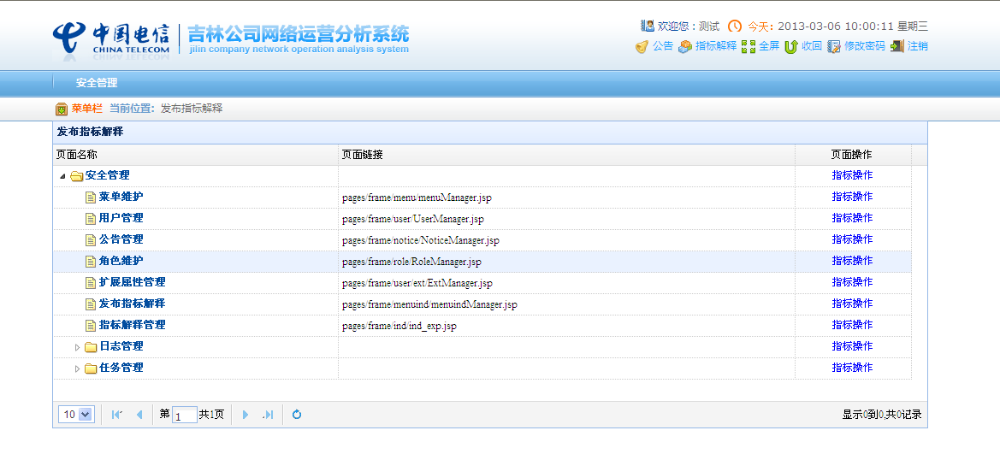 中国电信
CHINA TELECOM
吉林公司网络运营分析系统
jilin company network operation analysis system
欢迎您：测试 今天：2013-03-06 10:00:11 星期三
公告 指标解释 全屏 收回 修改密码 注销
安全管理
菜单栏 当前位置： 发布指标解释
发布指标解释
页面名称 页面链接 页面操作
安全管理 指标操作
菜单维护 pages/frame/menu/menuManager.jsp 指标操作
用户管理 pages/frame/user/UserManager.jsp 指标操作
公告管理 pages/frame/notice/NoticeManager.jsp 指标操作
角色维护 pages/frame/role/RoleManager.jsp 指标操作
扩展属性管理 pages/frame/user/ext/ExtManager.jsp 指标操作
发布指标解释 pages/frame/menuind/menuindManager.jsp 指标操作
指标解释管理 pages/frame/ind/ind_exp.jsp 指标操作
日志管理 指标操作
任务管理 指标操作
10 第 1 共1页 显示0到0,共0记录